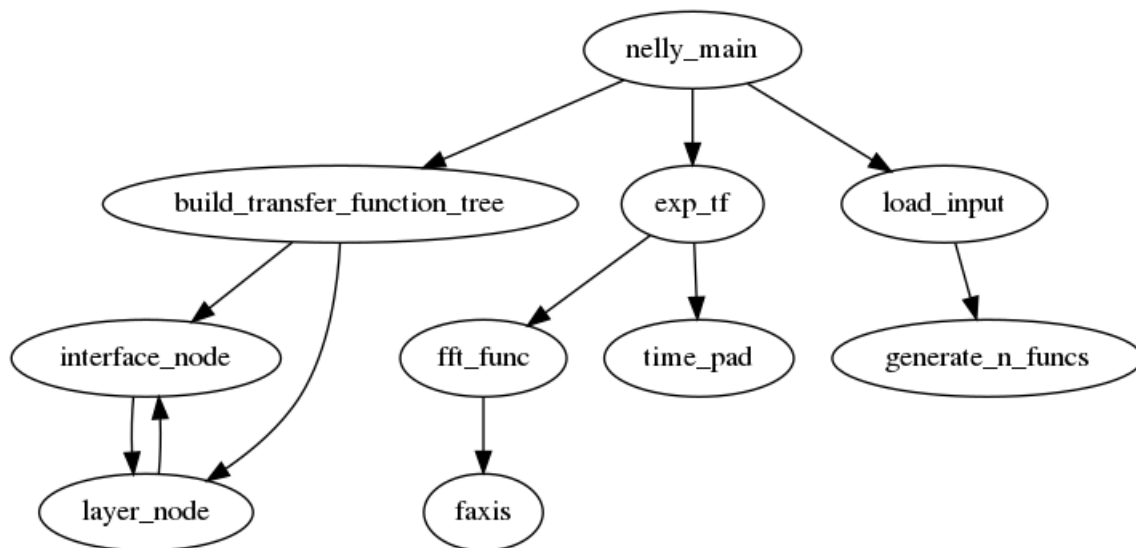 nelly_main
build_transfer_function_tree
exp_tf
load_input
interface_node
fft_func
time_pad
generate_n_funcs
layer_node
faxis